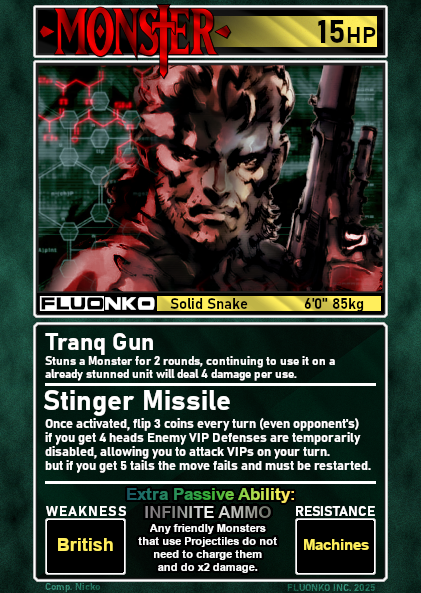 MONSTER
15HP
FLUONKO
Solid Snake
6'0" 85kg
Tranq Gun
Stuns a Monster for 2 rounds, continuing to use it on a
already stunned unit will deal 4 damage per use.
Stinger Missile
Once activated, flip 3 coins every turn (even opponent's)
if you get 4 heads Enemy VIP Defenses are temporarily
disabled, allowing you to attack VIPs on your turn.
but if you get 5 tails the move fails and must be restarted.
Extra Passive Ability:
INFINITE AMMO
Any friendly Monsters
that use Projectiles do not
need to charge them
and do x2 damage.
WEAKNESS
British
RESISTANCE
Machines
Comp. Nicko
FLUONKO INC. 2025